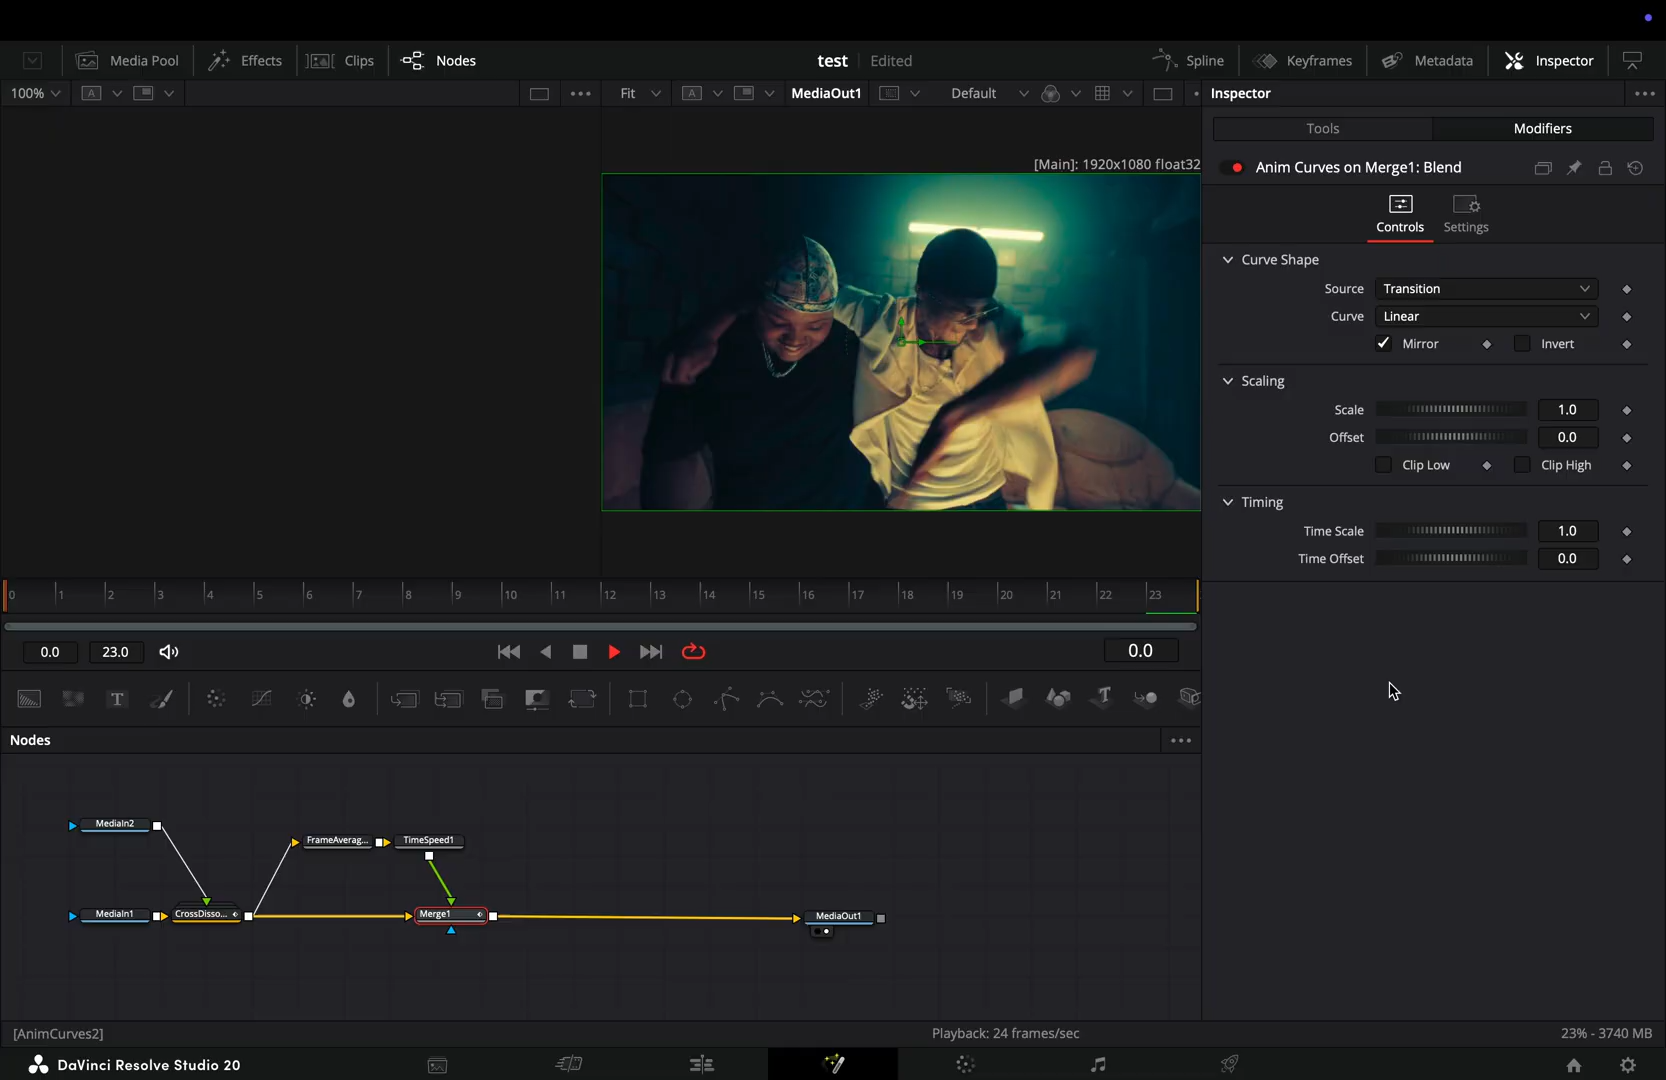 Media Pool Effects Clips Nodes test Edited Spline Keyframes Metadata Inspector
100% A Fit A MediaOut1 Default Inspector
Tools Modifiers
[Main]: 1920x1080 float32
Anim Curves on Merge1: Blend
Controls Settings
Curve Shape
Source Transition
Curve Linear
Mirror Invert
Scaling
Scale 1.0
Offset 0.0
Clip Low Clip High
Timing
Time Scale 1.0
Time Offset 0.0
0 1 2 3 4 5 6 7 8 9 10 11 12 13 14 15 16 17 18 19 20 21 22 23
0.0 23.0 0.0
T T
Nodes
MediaIn2
FrameAverag... TimeSpeed1
MediaIn1 CrossDisso... Merge1 MediaOut1
[AnimCurves2] Playback: 24 frames/sec 23% - 3740 MB
DaVinci Resolve Studio 20